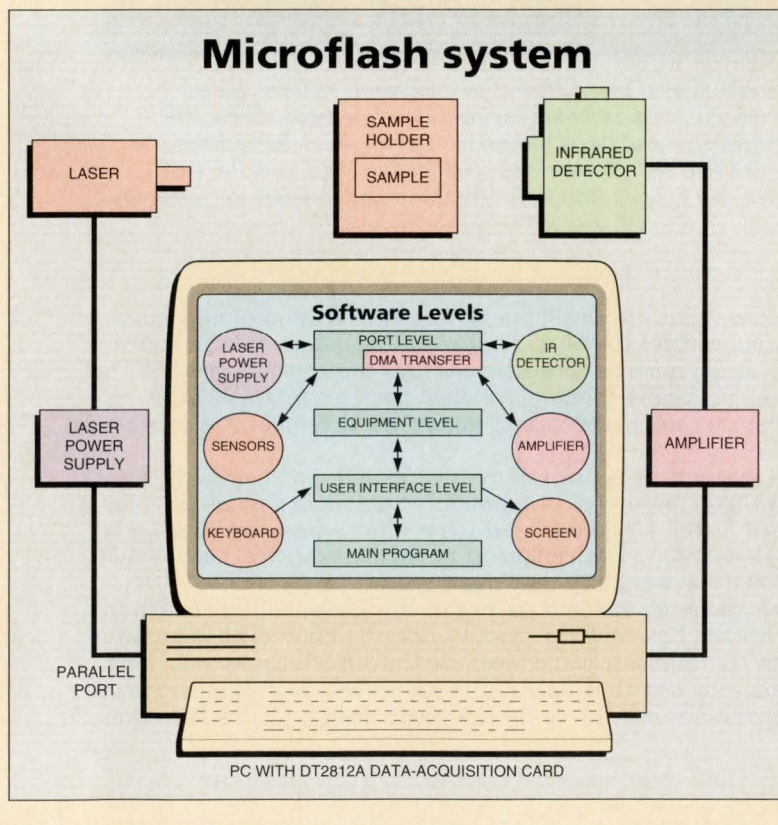 Microflash system
LASER
SAMPLE
HOLDER
SAMPLE
INFRARED
DETECTOR
Software Levels
LASER
POWER
SUPPLY
PORT LEVEL
DMA TRANSFER
IR
DETECTOR
SENSORS
EQUIPMENT LEVEL
AMPLIFIER
USER INTERFACE LEVEL
KEYBOARD
SCREEN
MAIN PROGRAM
LASER
POWER
SUPPLY
AMPLIFIER
PARALLEL
PORT
PC WITH DT2812A DATA-ACQUISITION CARD